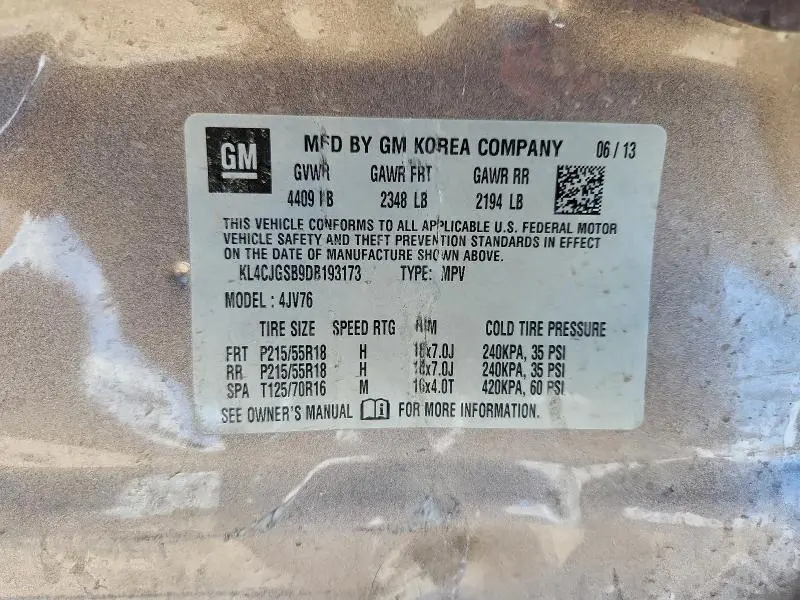 GM
MFD BY GM KOREA COMPANY 06 / 13
GVWR GAWR FRT GAWR RR
4409 LB 2348 LB 2194 LB
THIS VEHICLE CONFORMS TO ALL APPLICABLE U.S. FEDERAL MOTOR
VEHICLE SAFETY AND THEFT PREVENTION STANDARDS IN EFFECT
ON THE DATE OF MANUFACTURE SHOWN ABOVE.
KL4CJGSB9DB193173 TYPE: MPV
MODEL : 4JV76
TIRE SIZE SPEED RTG RIM COLD TIRE PRESSURE
FRT P215/55R18 H 18x7.0J 240KPA, 35 PSI
RR P215/55R18 H 18x7.0J 240KPA, 35 PSI
SPA T125/70R16 M 16x4.0T 420KPA, 60 PSI
SEE OWNER'S MANUAL FOR MORE INFORMATION.